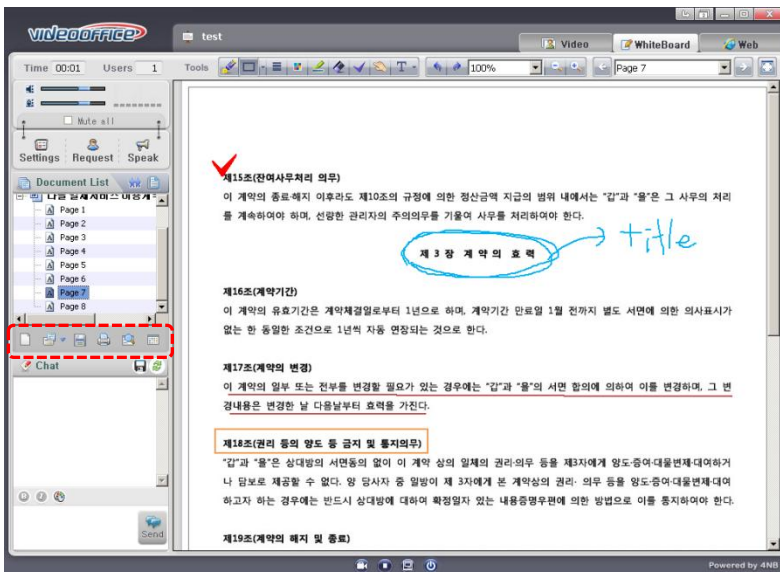 VIDEOOFFICE
test
Video
WhiteBoard
Web
Time 00:01 Users 1
Tools
T
100%
Page 7
Mute all
Settings Request Speak
Document List
Page 1
Page 2
Page 3
Page 4
Page 5
Page 6
Page 7
Page 8
Chat
Send
제15조(잔여사무처리 의무)
이 계약의 종료·해지 이후라도 제10조의 규정에 의한 정산금액 지급의 범위 내에서는 “갑”과 “을”은 그 사무의 처리
를 계속하여야 하며, 선량한 관리자의 주의의무를 기울여 사무를 처리하여야 한다.
제 3 장 계 약 의 효 력
title
제16조(계약기간)
이 계약의 유효기간은 계약체결일로부터 1년으로 하며, 계약기간 만료일 1월 전까지 별도 서면에 의한 의사표시가
없는 한 동일한 조건으로 1년씩 자동 연장되는 것으로 한다.
제17조(계약의 변경)
이 계약의 일부 또는 전부를 변경할 필요가 있는 경우에는 “갑”과 “을”의 서면 합의에 의하여 이를 변경하며, 그 변
경내용은 변경한 날 다음날부터 효력을 가진다.
제18조(권리 등의 양도 등 금지 및 통지의무)
“갑”과 “을”은 상대방의 서면동의 없이 이 계약 상의 일체의 권리·의무 등을 제3자에게 양도·증여·대물변제·대여하거
나 담보로 제공할 수 없다. 양 당사자 중 일방이 제 3자에게 본 계약상의 권리· 의무 등을 양도·증여·대물변제·대여
하고자 하는 경우에는 반드시 상대방에 대하여 확정일자 있는 내용증명우편에 의한 방법으로 이를 통지하여야 한다.
제19조(계약의 해지 및 종료)
Powered by 4NB